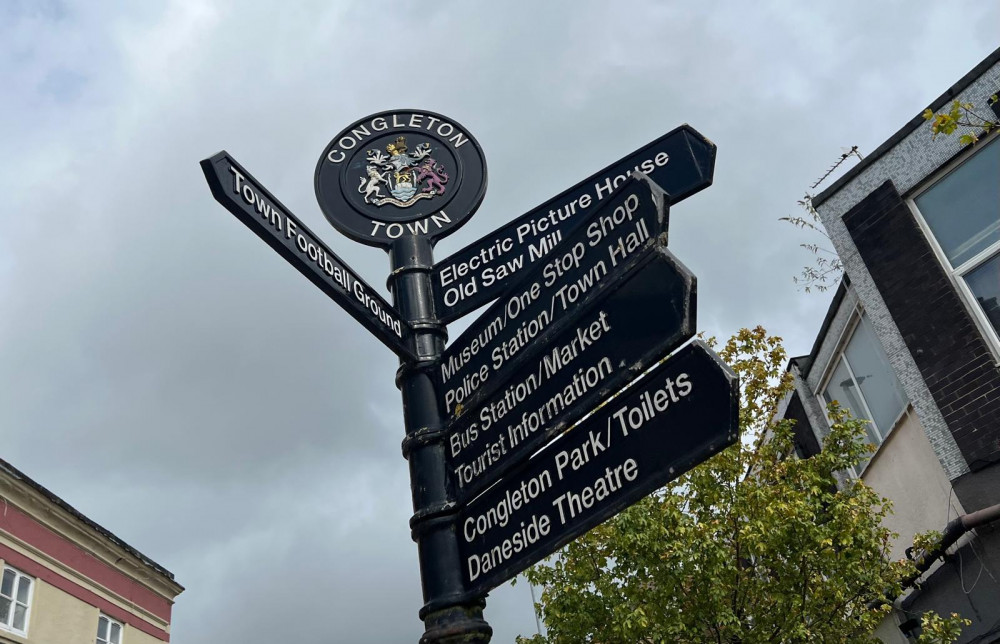 CONGLETON
TOWN
Town Football Ground
Electric Picture House
Old Saw Mill
Museum/One Stop Shop
Police Station/Town Hall
Bus Station/Market
Tourist Information
Congleton Park/Toilets
Daneside Theatre